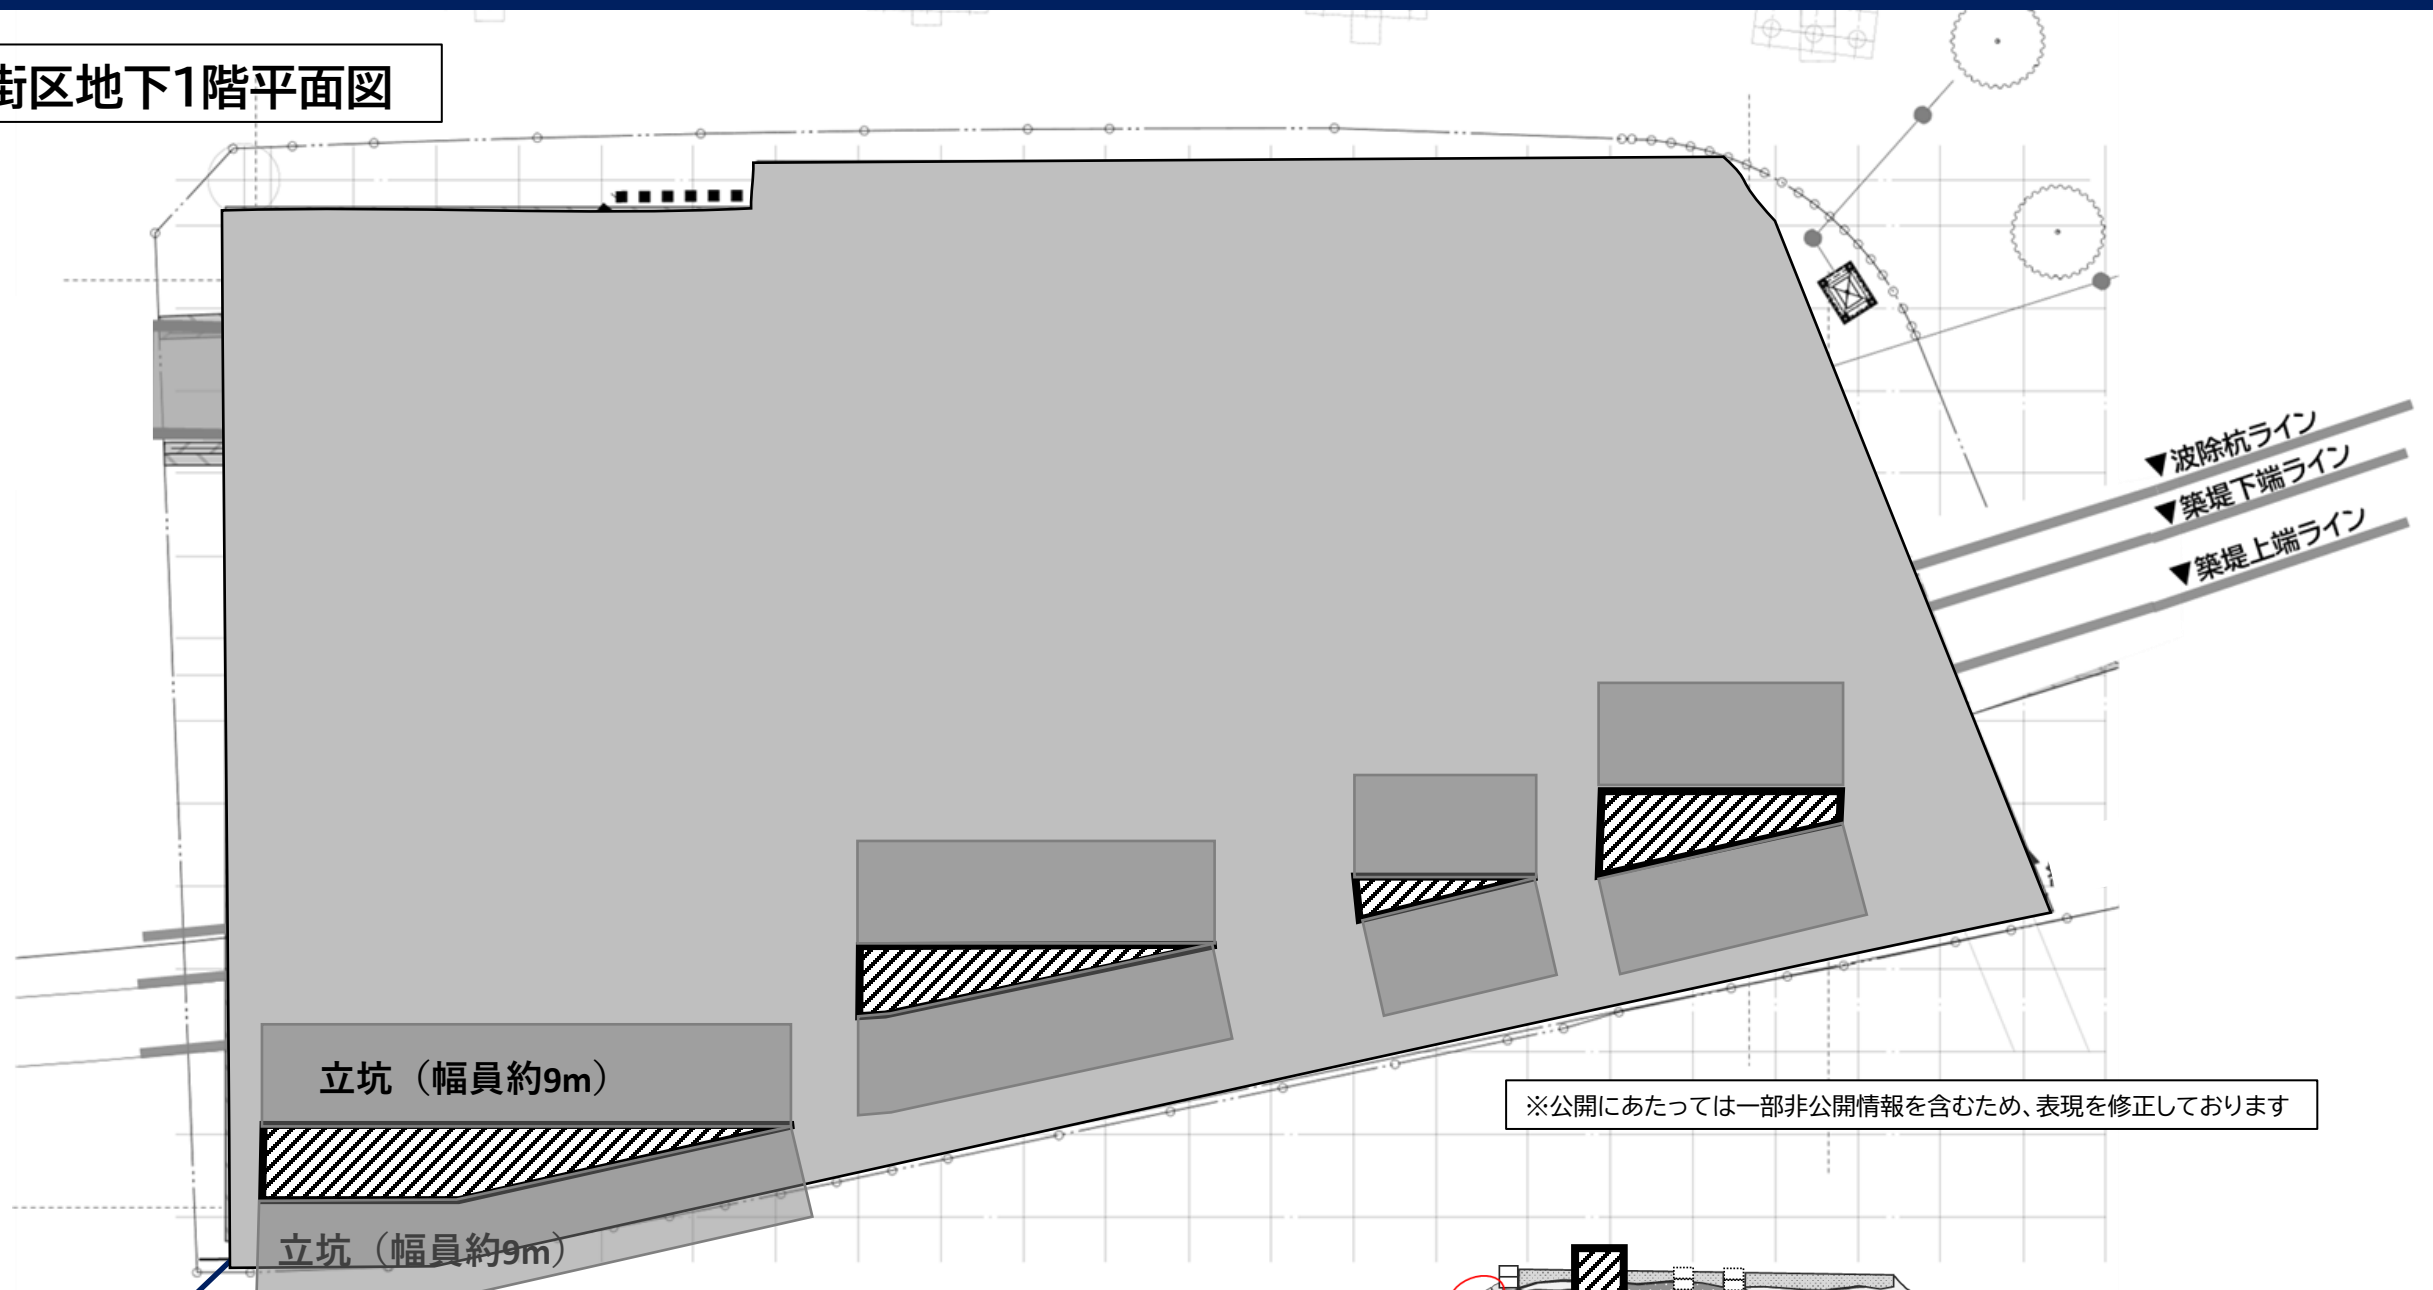 街区地下1階平面図
▼波除杭ライン
▼築堤下端ライン
▼築堤上端ライン
立坑（幅員約9m）
※公開にあたっては一部非公開情報を含むため、表現を修正しております
立坑（幅員約9m）